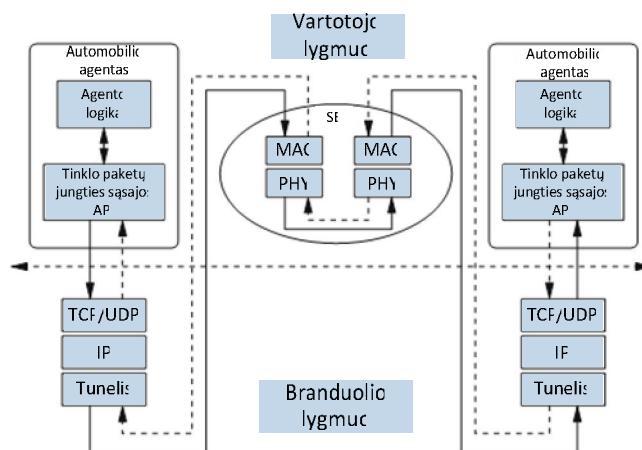 Vartotojo
lygmuo
Automobilio
agentas
Agento
logika
Tinklo paketų
jungties sąsajos
AP
MAC
MAC
PHY
PHY
Automobilio
agentas
Agento
logika
Tinklo paketų
jungties sąsajos
AP
TCP/UDP
IP
Tunelis
Branduolio
lygmuo
TCP/UDP
IP
Tunelis